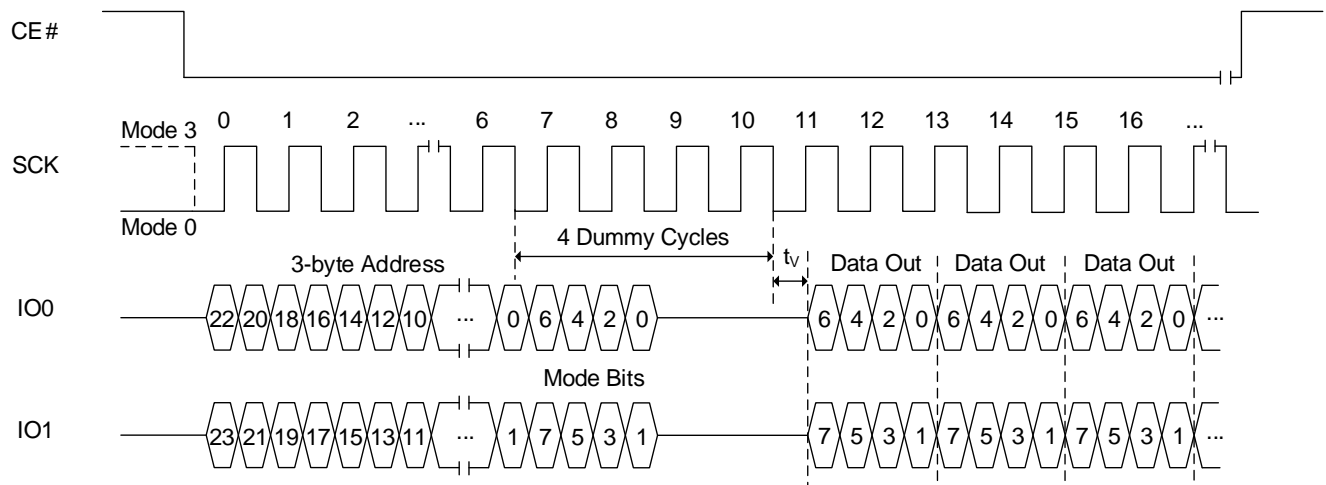 CE#
Mode 3
0 1 2 ... 6 7 8 9 10 11 12 13 14 15 16 ...
SCK
Mode 0
4 Dummy Cycles
3-byte Address
tV
Data Out Data Out Data Out
IO0
22 20 18 16 14 12 10 ... 0 6 4 2 0 6 4 2 0 6 4 2 0 6 4 2 0 ...
Mode Bits
IO1
23 21 19 17 15 13 11 ... 1 7 5 3 1 7 5 3 1 7 5 3 1 7 5 3 1 ...